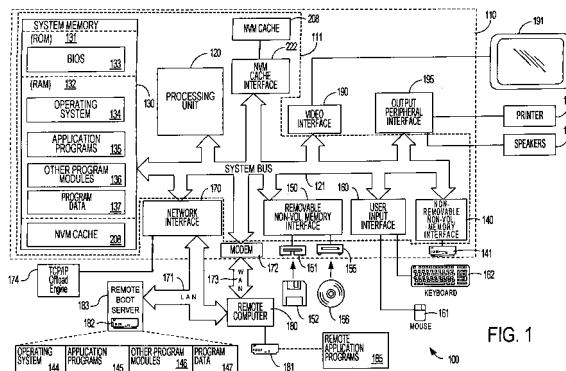 SYSTEM MEMORY
(ROM) 131
BIOS
133
(RAM) 132
OPERATING SYSTEM
134
APPLICATION PROGRAMS
135
OTHER PROGRAM MODULES
136
PROGRAM DATA
137
NVM CACHE
208
130
120
PROCESSING UNIT
NVM CACHE
208
222
NVM CACHE INTERFACE
111
110
190
VIDEO INTERFACE
195
OUTPUT PERIPHERAL INTERFACE
191
PRINTER
SPEAKERS
SYSTEM BUS
121
170
NETWORK INTERFACE
150
REMOVABLE NON-VOL MEMORY INTERFACE
160
USER INPUT INTERFACE
NON-REMOVABLE NON-VOL MEMORY INTERFACE
140
141
MODEM
172
151
155
174
TCP/IP Offload Engine
171
LAN
173
WAN
152
156
KEYBOARD
162
MOUSE
161
183
REMOTE BOOT SERVER
182
REMOTE COMPUTER
180
181
REMOTE APPLICATION PROGRAMS
185
OPERATING SYSTEM 144
APPLICATION PROGRAMS 145
OTHER PROGRAM MODULES 146
PROGRAM DATA 147
FIG. 1
100